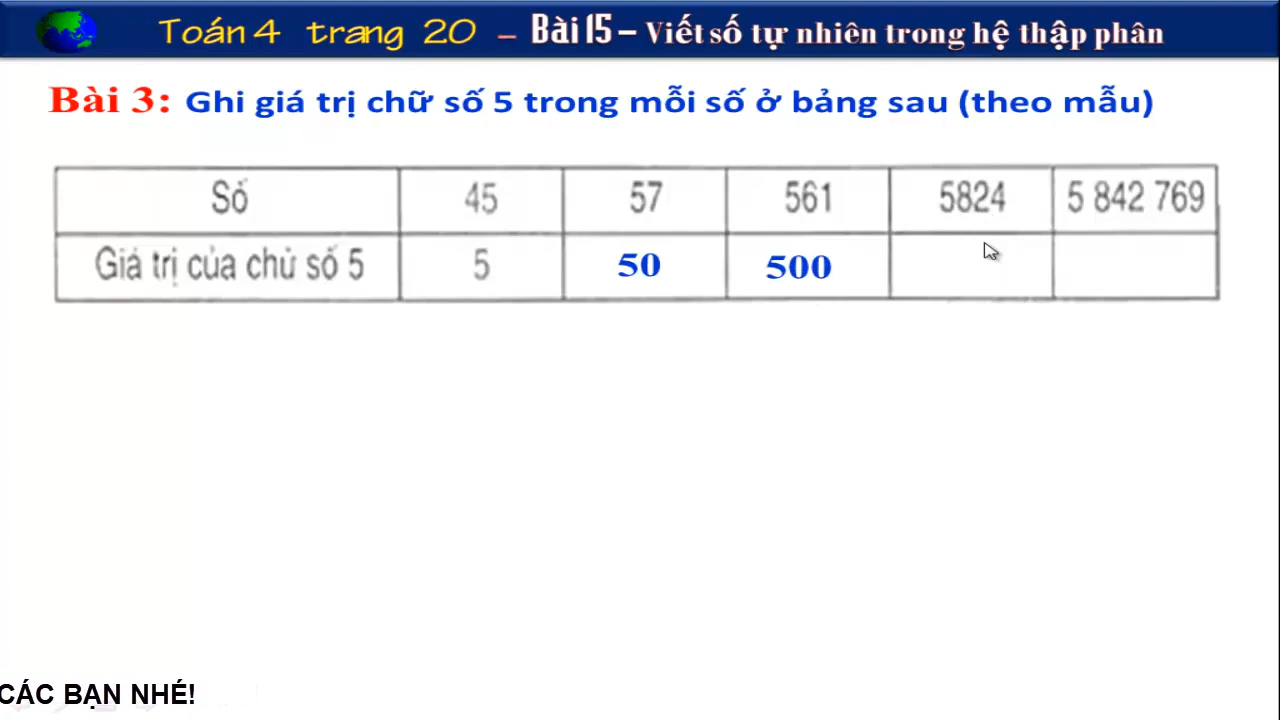 Toán 4 trang 20 – Bài 15 – Viết số tự nhiên trong hệ thập phân
Bài 3: Ghi giá trị chữ số 5 trong mỗi số ở bảng sau (theo mẫu)
Số 45 57 561 5824 5 842 769
Giá trị của chữ số 5 5 50 500
CÁC BẠN NHÉ!